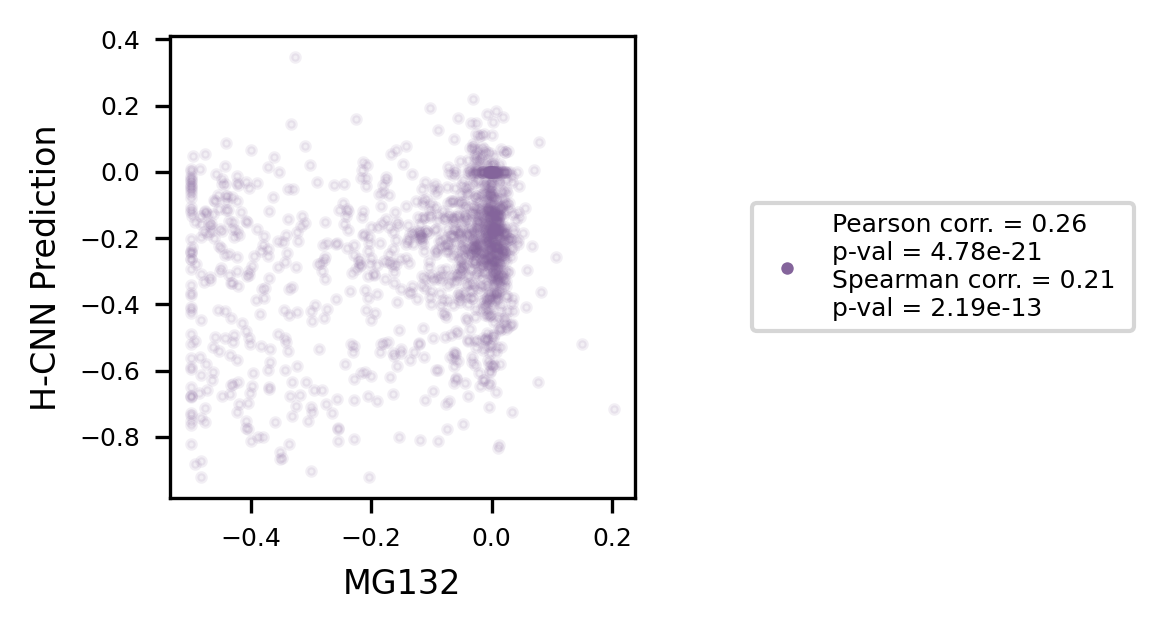 0.4
0.2
0.0
−0.2
−0.4
−0.6
−0.8
H-CNN Prediction
−0.4 −0.2 0.0 0.2
MG132
Pearson corr. = 0.26
p-val = 4.78e-21
Spearman corr. = 0.21
p-val = 2.19e-13